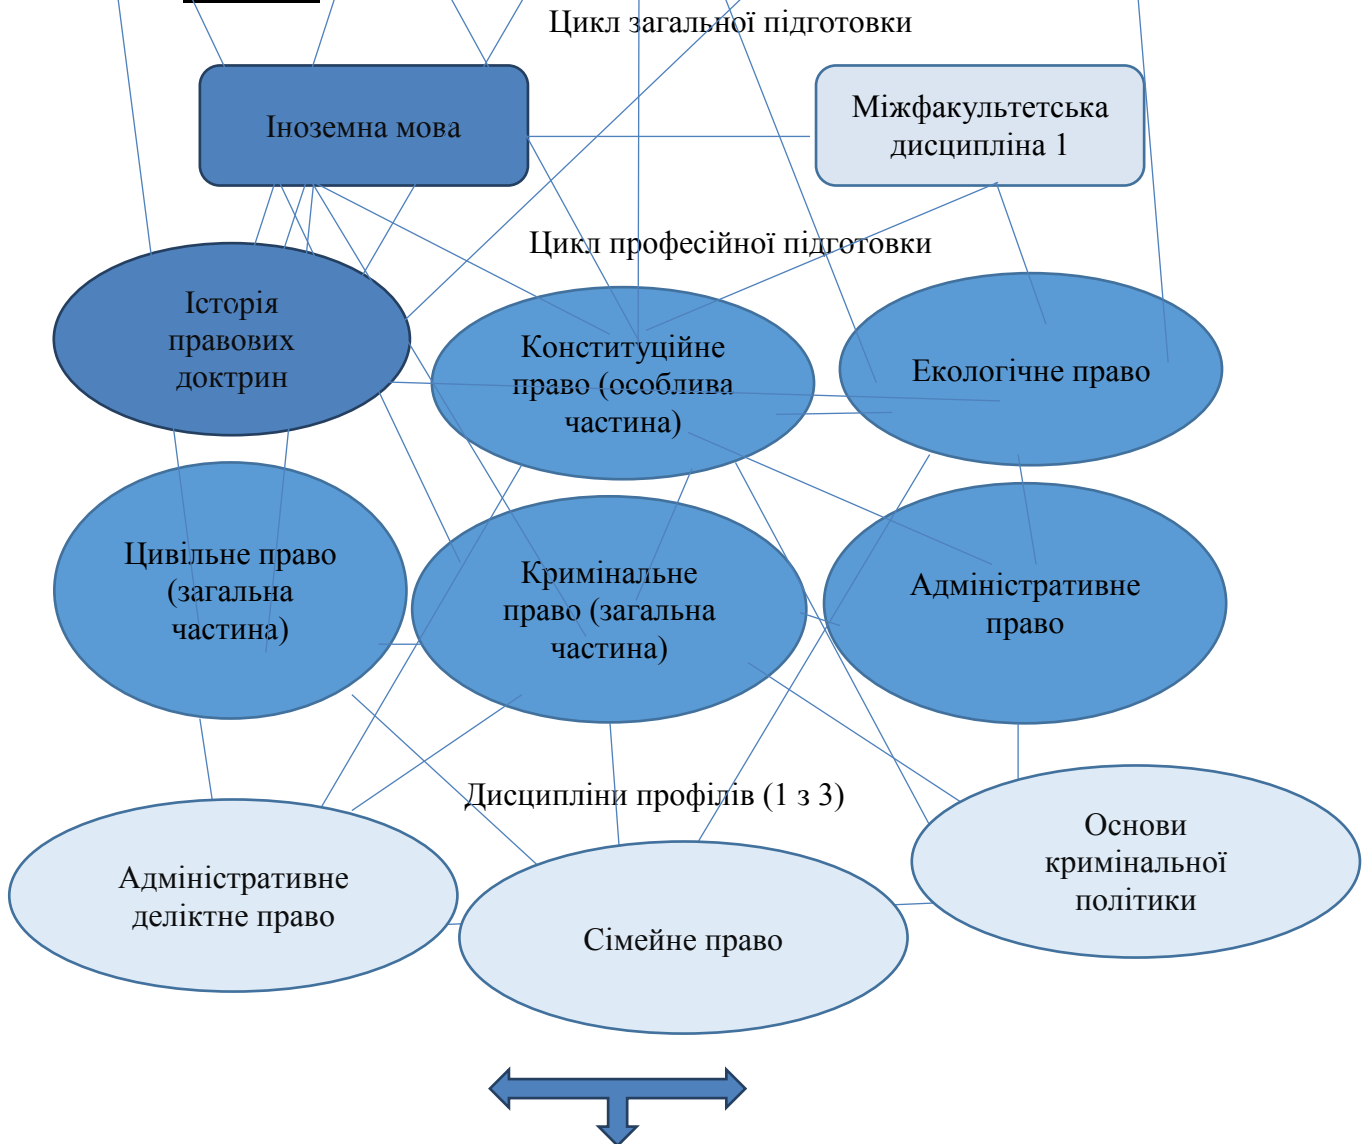 Цикл загальної підготовки
Іноземна мова
Міжфакультетська
дисципліна 1
Цикл професійної підготовки
Історія
правових
доктрин
Конституційне
право (особлива
частина)
Екологічне право
Цивільне право
(загальна
частина)
Кримінальне
право (загальна
частина)
Адміністративне
право
Дисципліни профілів (1 з 3)
Адміністративне
деліктне право
Сімейне право
Основи
кримінальної
політики